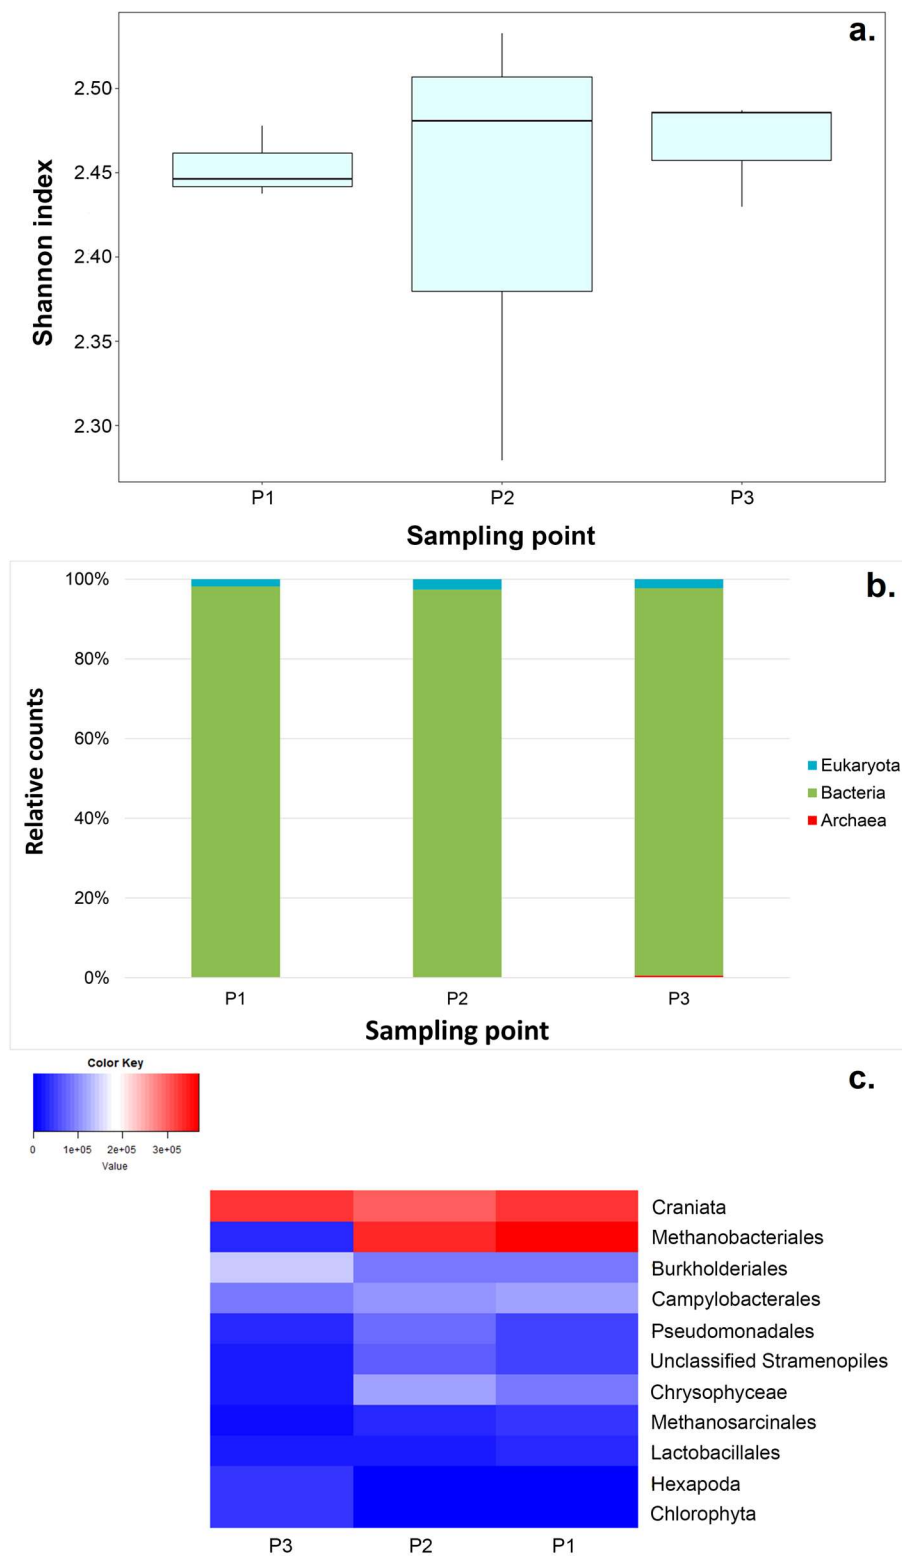 a.
2.50
2.45
2.40
2.35
2.30
Shannon index
P1 P2 P3
Sampling point
b.
100%
80%
60%
40%
20%
0%
Relative counts
Eukaryota
Bacteria
Archaea
P1 P2 P3
Sampling point
c.
Color Key
0 1e+05 2e+05 3e+05
Value
Craniata
Methanobacteriales
Burkholderiales
Campylobacterales
Pseudomonadales
Unclassified Stramenopiles
Chrysophyceae
Methanosarcinales
Lactobacillales
Hexapoda
Chlorophyta
P3 P2 P1